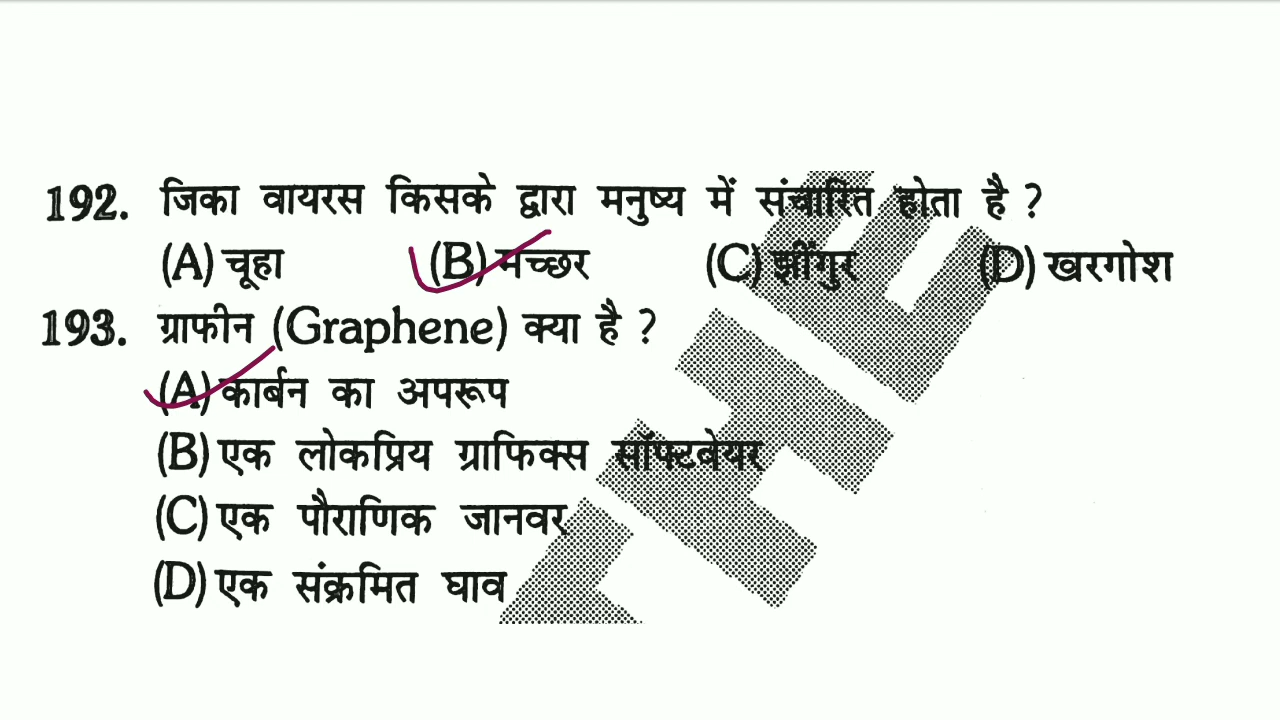 192. जिका वायरस किसके द्वारा मनुष्य में संचारित होता है ?
(A) चूहा (B) मच्छर (C) झींगुर (D) खरगोश
193. ग्राफीन (Graphene) क्या है ?
(A) कार्बन का अपरूप
(B) एक लोकप्रिय ग्राफिक्स सॉफ्टवेयर
(C) एक पौराणिक जानवर
(D) एक संक्रमित घाव